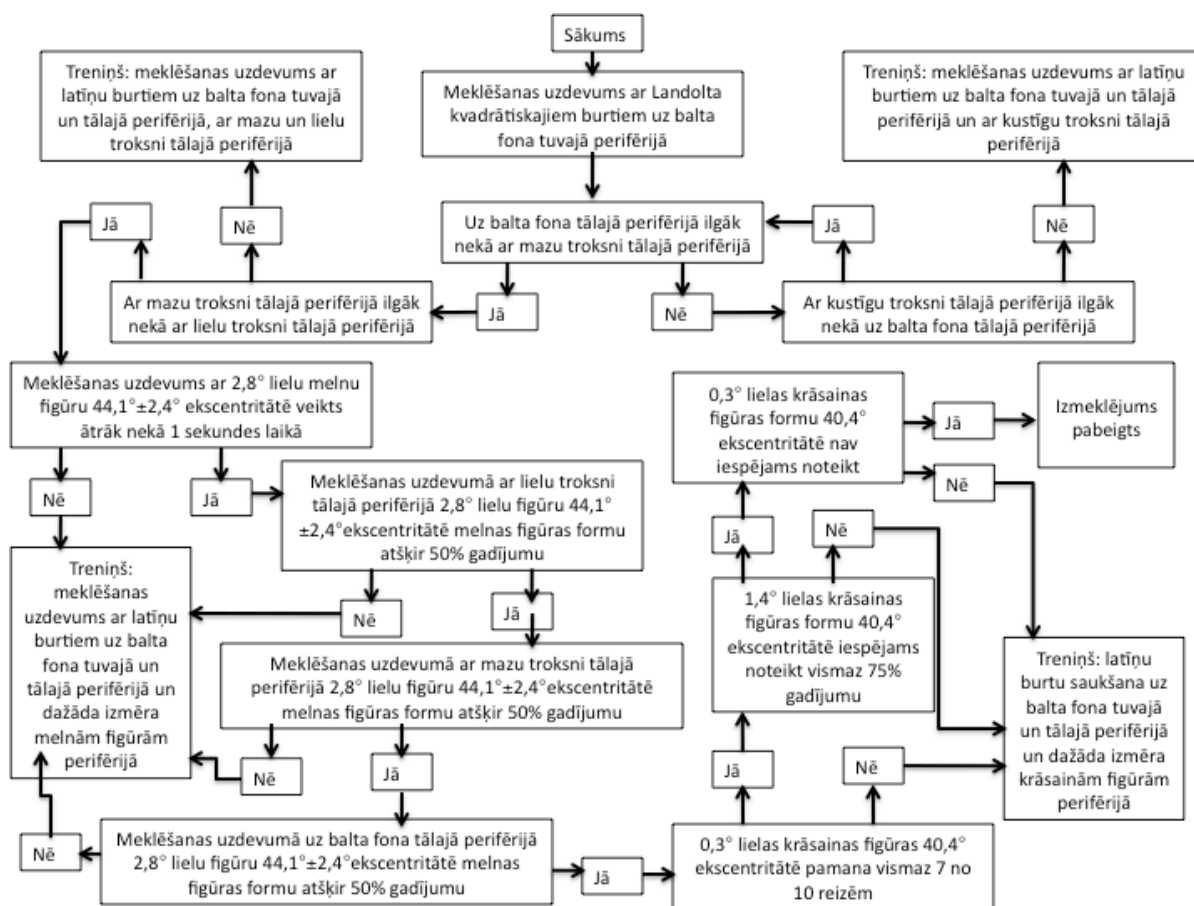 Sākums
Treniņš: meklēšanas uzdevums ar
latīņu burtiem uz balta fona tuvajā
un tālajā perifērijā, ar mazu un lielu
troksni tālajā perifērijā
Meklēšanas uzdevums ar Landolta
kvadrātiskajiem burtiem uz balta
fona tuvajā perifērijā
Treniņš: meklēšanas uzdevums ar latīņu
burtiem uz balta fona tuvajā un tālajā
perifērijā un ar kustīgu troksni tālajā
perifērijā
Jā
Nē
Uz balta fona tālajā perifērijā ilgāk
nekā ar mazu troksni tālajā perifērijā
Jā
Nē
Ar mazu troksni tālajā perifērijā ilgāk
nekā ar lielu troksni tālajā perifērijā
Jā
Nē
Ar kustīgu troksni tālajā perifērijā ilgāk
nekā uz balta fona tālajā perifērijā
Meklēšanas uzdevums ar 2,8° lielu melnu
figūru 44,1°±2,4° ekscentritātē veikts
ātrāk nekā 1 sekundes laikā
0,3° lielas krāsainas
figūras formu 40,4°
ekscentritātē nav
iespējams noteikt
Jā
Izmeklējums
pabeigts
Nē
Nē
Jā
Meklēšanas uzdevumā ar lielu troksni
tālajā perifērijā 2,8° lielu figūru 44,1°
±2,4°ekscentritātē melnas figūras formu
atšķir 50% gadījumu
Jā
Nē
Treniņš:
meklēšanas
uzdevums ar latīņu
burtiem uz balta
fona tuvajā un
tālajā perifērijā un
dažāda izmēra
melnām figūrām
perifērijā
Nē
Jā
1,4° lielas krāsainas
figūras formu 40,4°
ekscentritātē iespējams
noteikt vismaz 75%
gadījumu
Treniņš: latīņu
burtu saukšana uz
balta fona tuvajā
un tālajā perifērijā
un dažāda izmēra
krāsainām figūrām
perifērijā
Meklēšanas uzdevumā ar mazu troksni tālajā
perifērijā 2,8° lielu figūru 44,1°±2,4°ekscentritātē
melnas figūras formu atšķir 50% gadījumu
Nē
Jā
Jā
Nē
Nē
Meklēšanas uzdevumā uz balta fona tālajā perifērijā
2,8° lielu figūru 44,1°±2,4°ekscentritātē melnas
figūras formu atšķir 50% gadījumu
Jā
0,3° lielas krāsainas figūras 40,4°
ekscentritātē pamana vismaz 7 no
10 reizēm